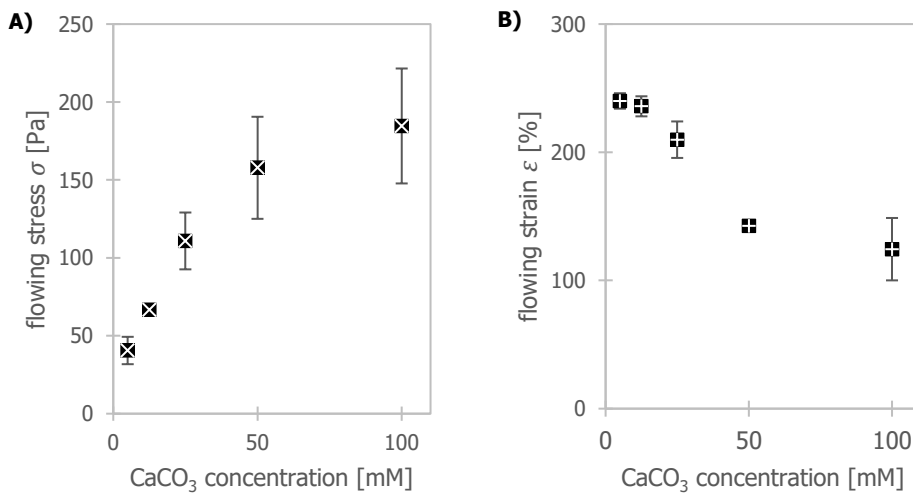 A)
250
200
150
100
50
0
flowing stress σ [Pa]
0 50 100
CaCO₃ concentration [mM]
B)
300
200
100
0
flowing strain ε [%]
0 50 100
CaCO₃ concentration [mM]